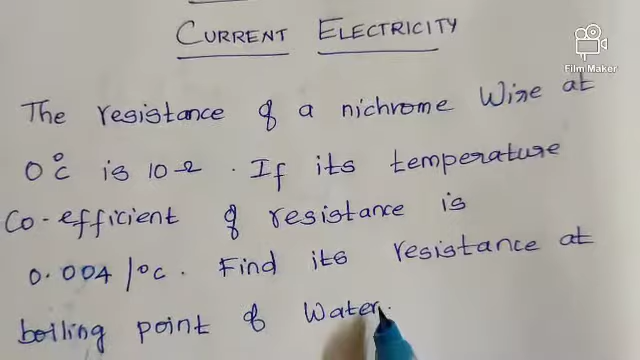 CURRENT ELECTRICITY
Film Maker
The resistance of a nichrome Wire at
0°C is 10 Ω. If its temperature
Co-efficient of resistance is
0.004 /°C. Find its resistance at
boiling point of Water.